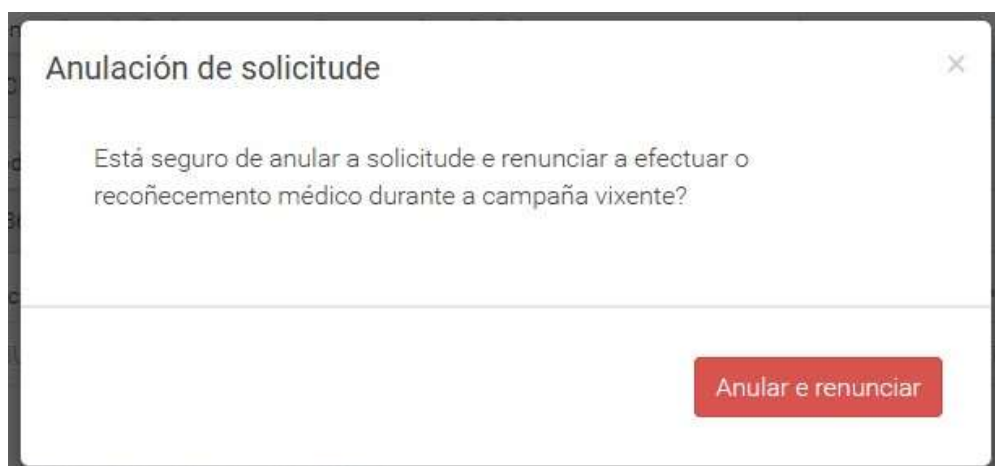 Anulación de solicitude
×
Está seguro de anular a solicitude e renunciar a efectuar o
recoñecemento médico durante a campaña vixente?
Anular e renunciar